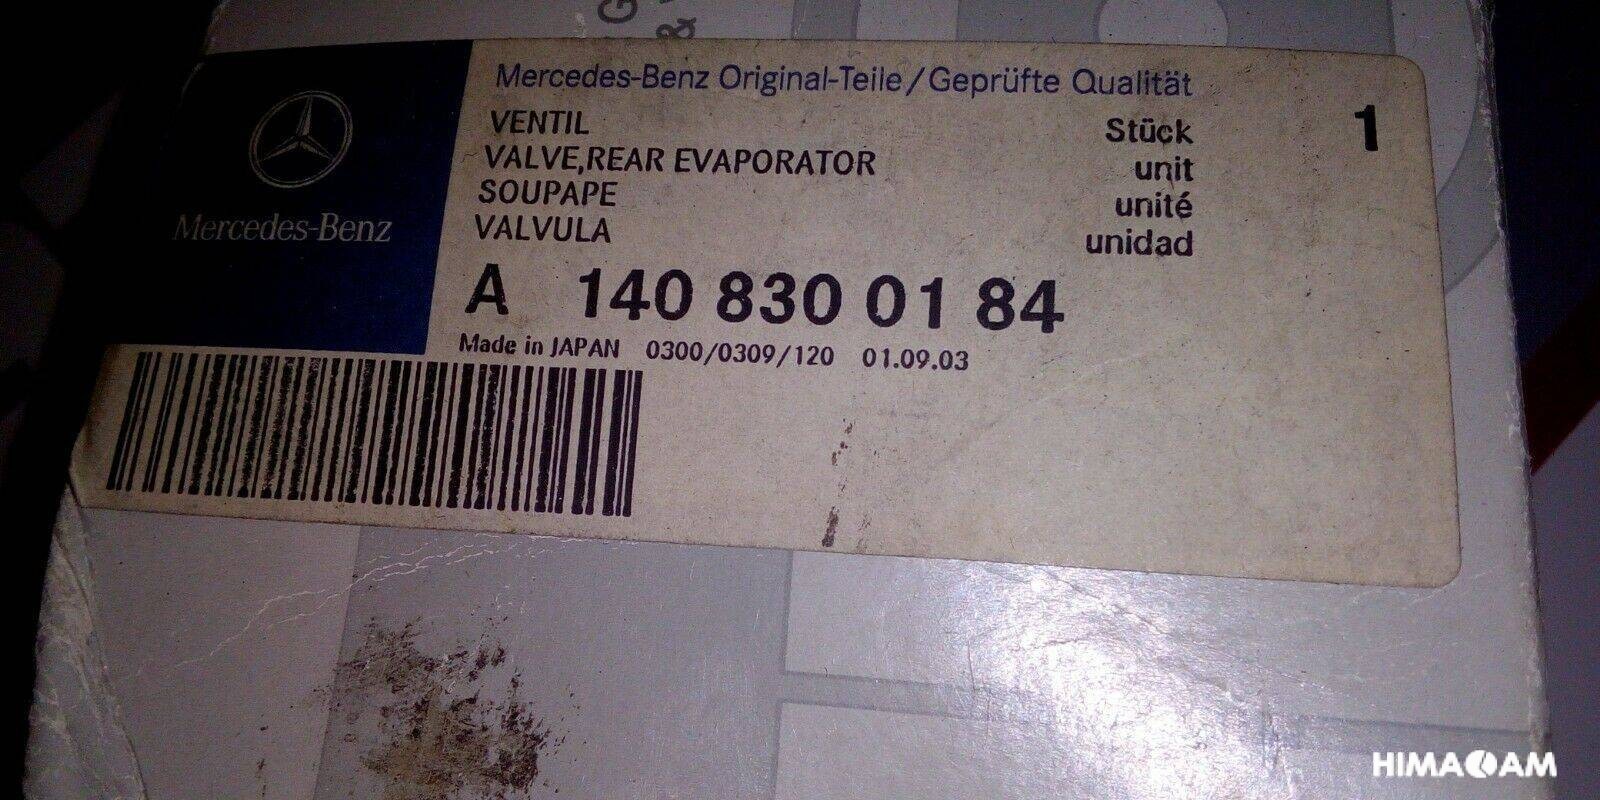 G
&
Mercedes-Benz
Mercedes-Benz Original-Teile/Geprüfte Qualität
VENTIL
VALVE,REAR EVAPORATOR
SOUPAPE
VALVULA
Stück 1
unit
unité
unidad
A 140 830 01 84
Made in JAPAN 0300/0309/120 01.09.03
HIMACAM